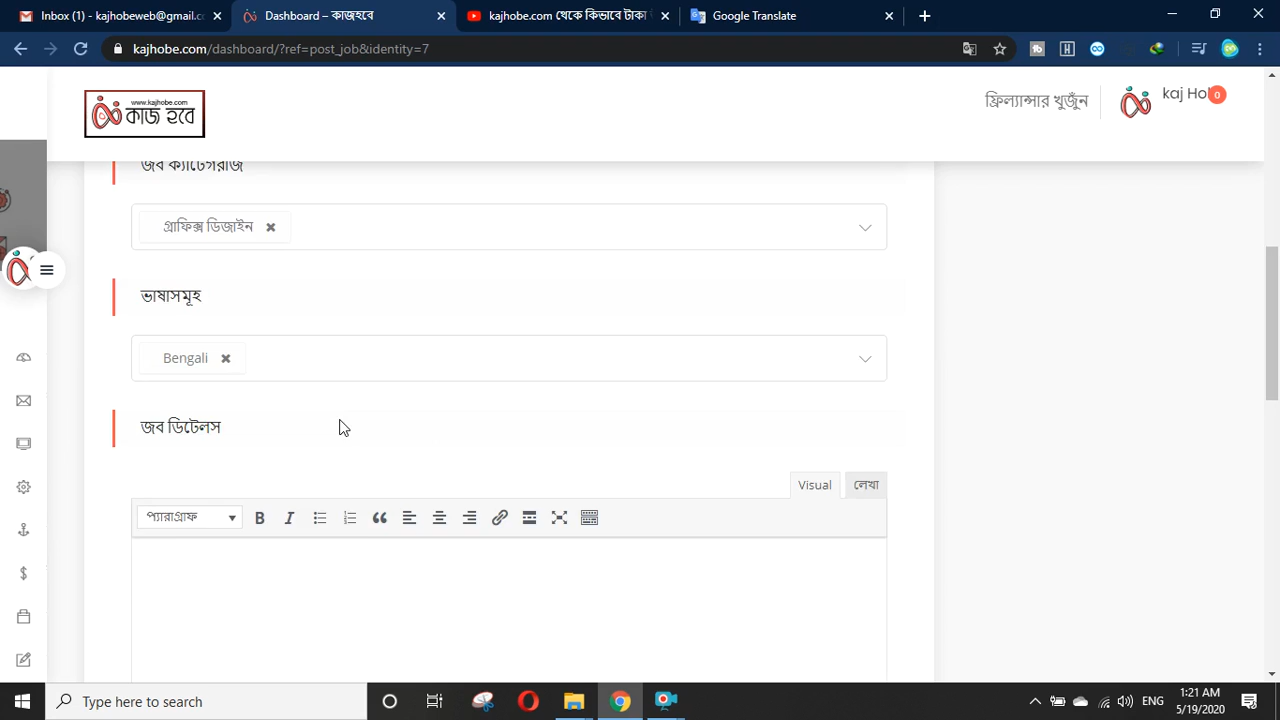 Inbox (1) - kajhobeweb@gmail.co
Dashboard – কাজহবে
kajhobe.com থেকে কিভাবে টাকা
Google Translate
kajhobe.com/dashboard/?ref=post_job&identity=7
www.kajhobe.com
কাজ হবে
ফ্রিল্যান্সার খুজুঁন
kaj Ho
0
জব ক্যাটেগরিজ
গ্রাফিক্স ডিজাইন
ভাষাসমূহ
Bengali
জব ডিটেলস
Visual
লেখা
প্যারাগ্রাফ
B I
Type here to search
ENG
1:21 AM
5/19/2020